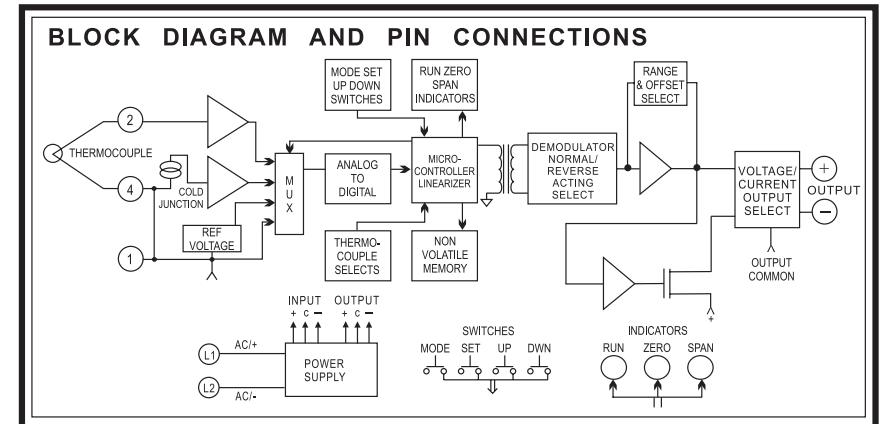 BLOCK DIAGRAM AND PIN CONNECTIONS
MODE SET
UP DOWN
SWITCHES
RUN ZERO
SPAN
INDICATORS
RANGE
& OFFSET
SELECT
2
THERMOCOUPLE
4
COLD
JUNCTION
1
REF
VOLTAGE
M
U
X
ANALOG
TO
DIGITAL
MICRO-
CONTROLLER
LINEARIZER
THERMO-
COUPLE
SELECTS
NON
VOLATILE
MEMORY
DEMODULATOR
NORMAL/
REVERSE
ACTING
SELECT
VOLTAGE/
CURRENT
OUTPUT
SELECT
+
OUTPUT
−
OUTPUT
COMMON
+
INPUT OUTPUT
+ C − + C −
L1 AC/+
L2 AC/-
POWER
SUPPLY
SWITCHES
MODE SET UP DWN
INDICATORS
RUN ZERO SPAN